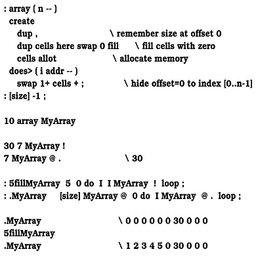 : array ( n -- )
create
dup , \ remember size at offset 0
dup cells here swap 0 fill \ fill cells with zero
cells allot \ allocate memory
does> ( i addr -- )
swap 1+ cells + ; \ hide offset=0 to index [0..n-1]
: [size] -1 ;
10 array MyArray
30 7 MyArray !
7 MyArray @ . \ 30
: 5fillMyArray 5 0 do I I MyArray ! loop ;
: .MyArray [size] MyArray @ 0 do I MyArray @ . loop ;
.MyArray \ 0 0 0 0 0 0 30 0 0 0
5fillMyArray
.MyArray \ 1 2 3 4 5 0 30 0 0 0